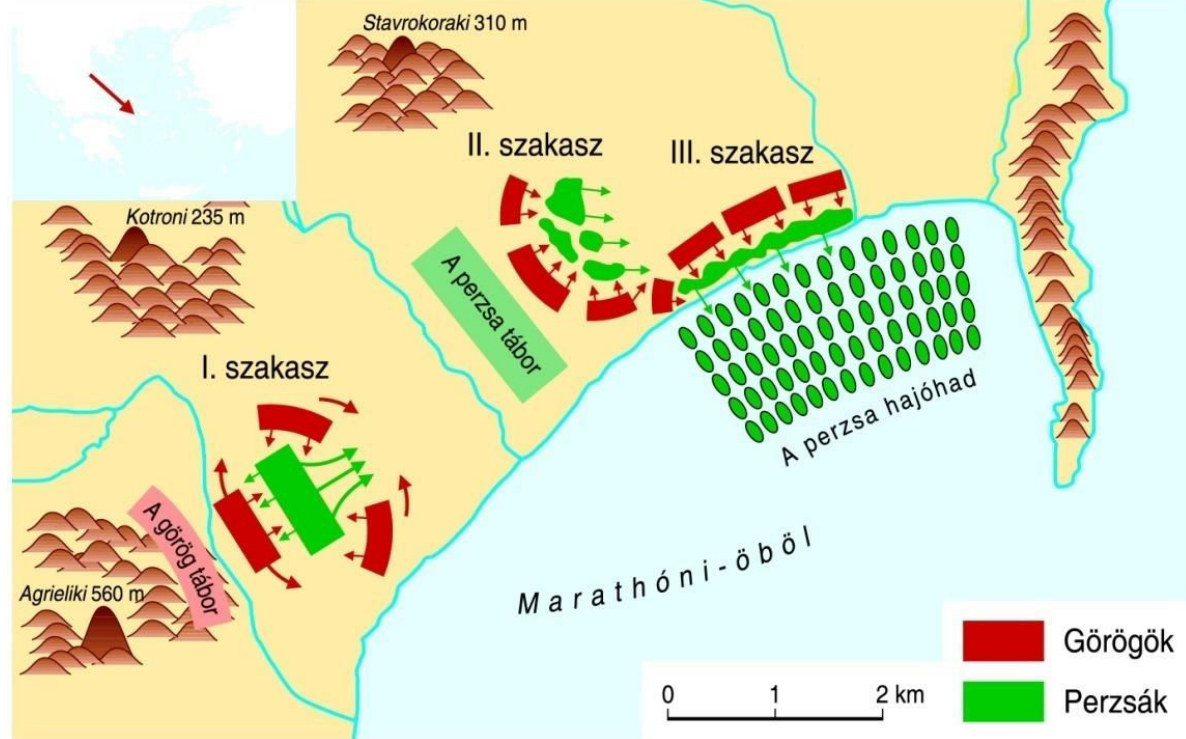 Stavrokoraki 310 m
II. szakasz
III. szakasz
Kotroni 235 m
A perzsa tábor
I. szakasz
A perzsa hajóhad
A görög tábor
Agrieliki 560 m
Marathóni-öböl
Görögök
Perzsák
0 1 2 km